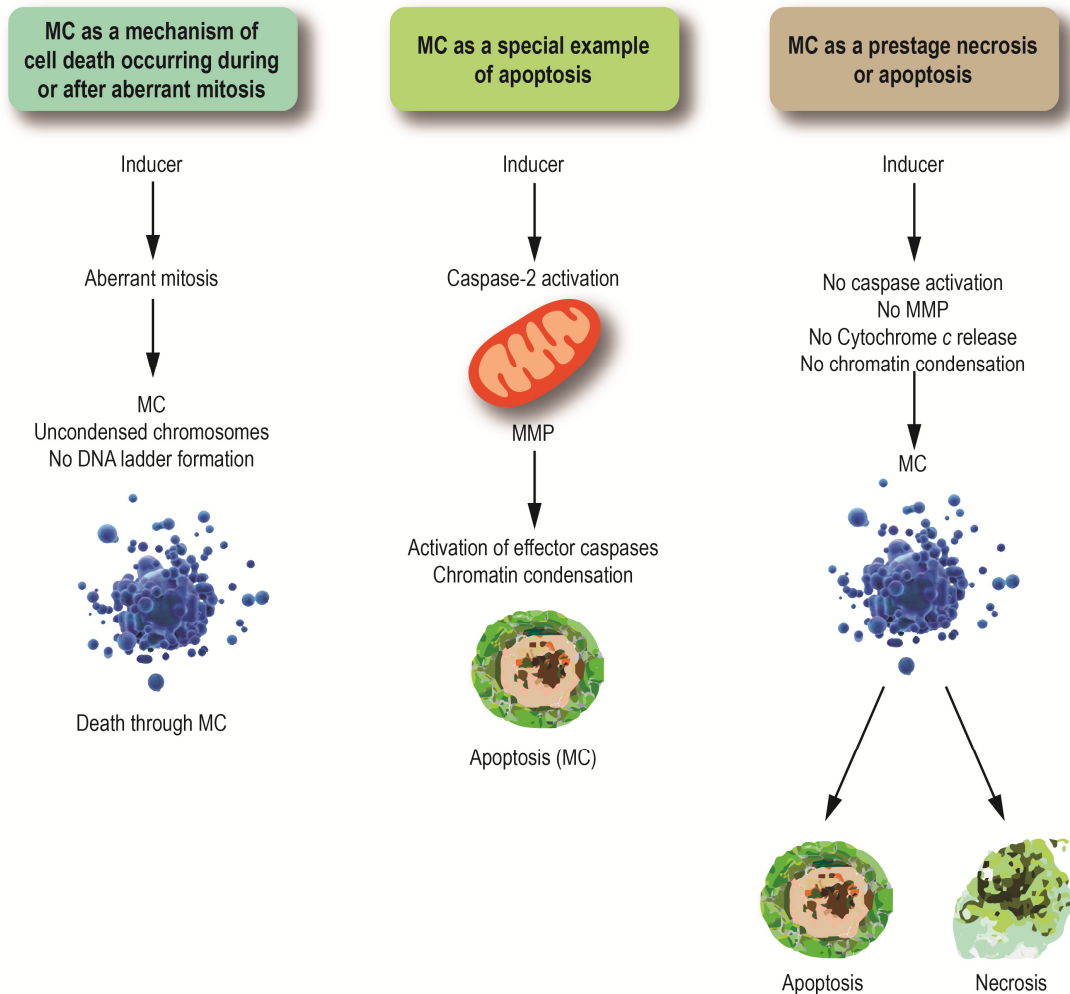 MC as a mechanism of
cell death occurring during
or after aberrant mitosis
Inducer
Aberrant mitosis
MC
Uncondensed chromosomes
No DNA ladder formation
Death through MC
MC as a special example
of apoptosis
Inducer
Caspase-2 activation
MMP
Activation of effector caspases
Chromatin condensation
Apoptosis (MC)
MC as a prestage necrosis
or apoptosis
Inducer
No caspase activation
No MMP
No Cytochrome c release
No chromatin condensation
MC
Apoptosis
Necrosis